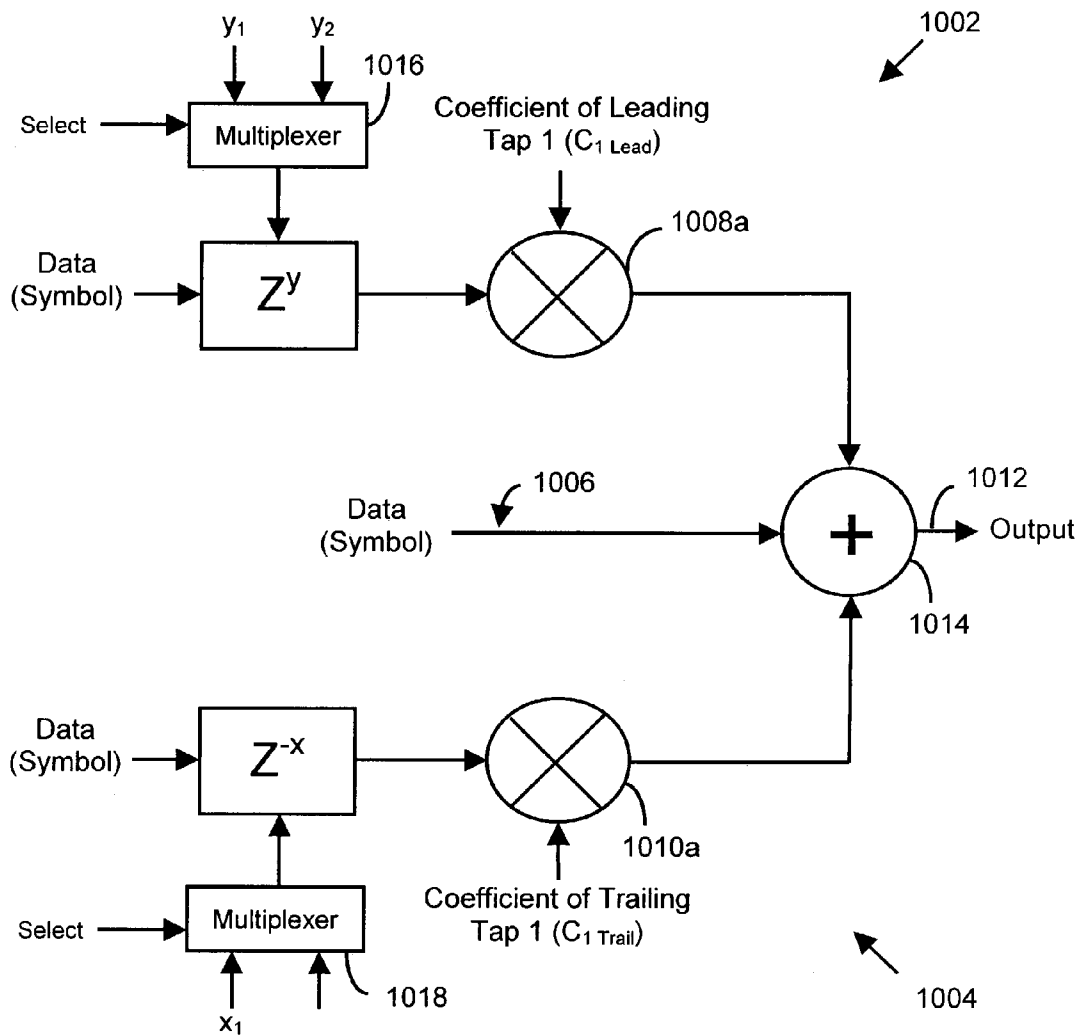 y₁ y₂
1002
1016
Select
Multiplexer
Coefficient of Leading
Tap 1 (C₁ Lead)
1008a
Data
(Symbol)
Zʸ
1006
Data
(Symbol)
+
1012
Output
1014
Data
(Symbol)
Z⁻ˣ
1010a
Coefficient of Trailing
Tap 1 (C₁ Trail)
Select
Multiplexer
1018
x₁
1004